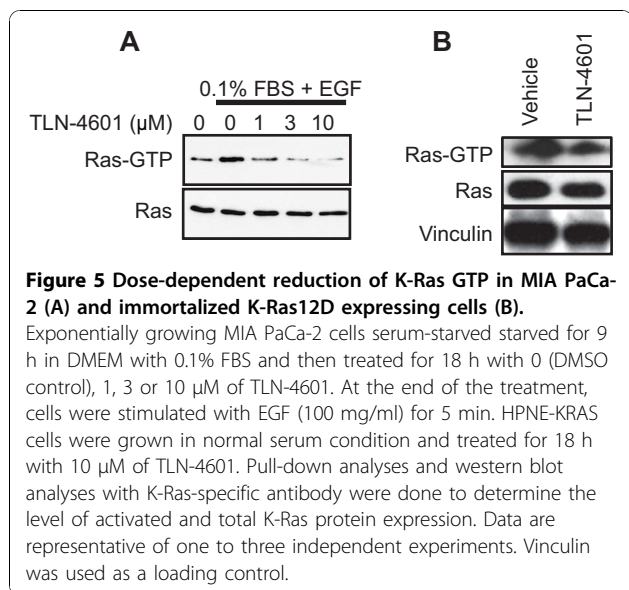 A
B
0.1% FBS + EGF
TLN-4601 (µM) 0 0 1 3 10
Ras-GTP
Ras
Vehicle
TLN-4601
Ras-GTP
Ras
Vinculin
Figure 5 Dose-dependent reduction of K-Ras GTP in MIA PaCa-
2 (A) and immortalized K-Ras12D expressing cells (B).
Exponentially growing MIA PaCa-2 cells serum-starved starved for 9
h in DMEM with 0.1% FBS and then treated for 18 h with 0 (DMSO
control), 1, 3 or 10 µM of TLN-4601. At the end of the treatment,
cells were stimulated with EGF (100 mg/ml) for 5 min. HPNE-KRAS
cells were grown in normal serum condition and treated for 18 h
with 10 µM of TLN-4601. Pull-down analyses and western blot
analyses with K-Ras-specific antibody were done to determine the
level of activated and total K-Ras protein expression. Data are
representative of one to three independent experiments. Vinculin
was used as a loading control.